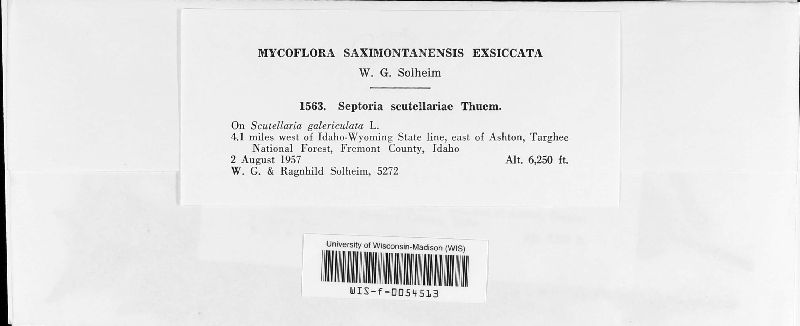 MYCOFLORA SAXIMONTANENSIS EXSICCATA
W. G. Solheim
1563. Septoria scutellariae Thuem.
On Scutellaria galericulata L.
4.1 miles west of Idaho-Wyoming State line, east of Ashton, Targhee
National Forest, Fremont County, Idaho
2 August 1957 Alt. 6,250 ft.
W. G. & Ragnhild Solheim, 5272
University of Wisconsin-Madison (WIS)
WIS-f-0054513